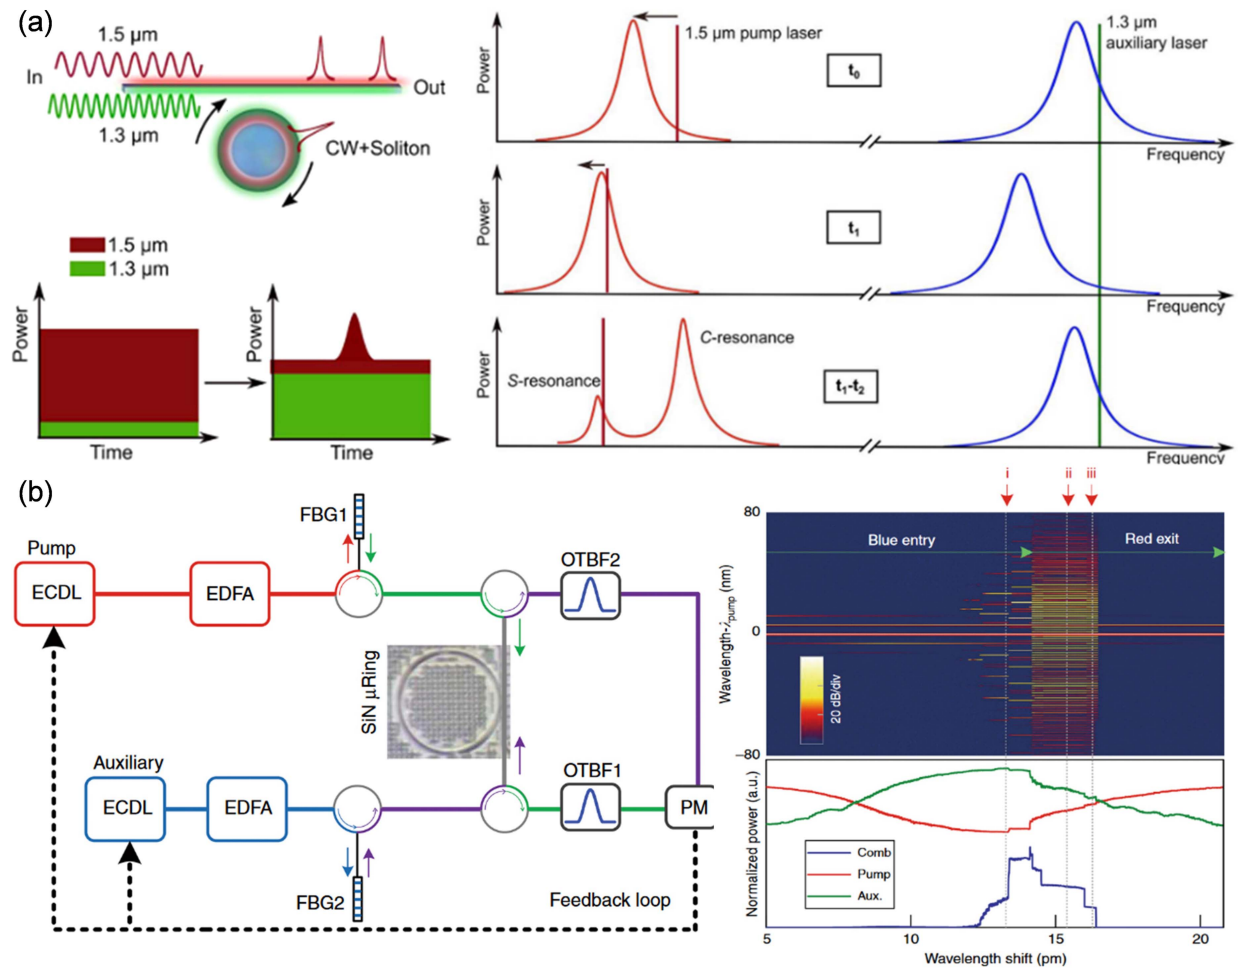 (a)
1.5 μm
In
Out
1.3 μm
CW+Soliton
1.5 μm
1.3 μm
Power
Time
Power
Time
Power
1.5 μm pump laser
t0
1.3 μm
auxiliary laser
Frequency
Power
t1
Frequency
Power
S-resonance
C-resonance
t1-t2
Frequency
(b)
FBG1
Pump
ECDL
EDFA
OTBF2
SiN μRing
Auxiliary
ECDL
EDFA
OTBF1
PM
FBG2
Feedback loop
i
ii
iii
80
Blue entry
Red exit
Wavelength-λpump (nm)
0
20 dB/div
−80
Normalized power (a.u.)
Comb
Pump
Aux.
5
10
15
20
Wavelength shift (pm)